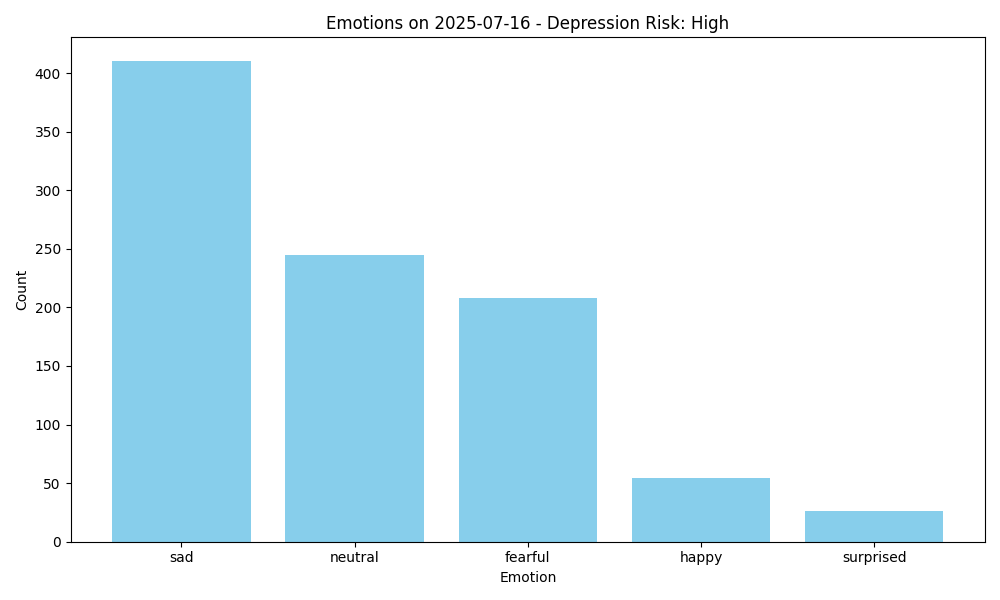 Emotions on 2025-07-16 - Depression Risk: High
400
350
300
250
200
150
100
50
0
Count
sad neutral fearful happy surprised
Emotion